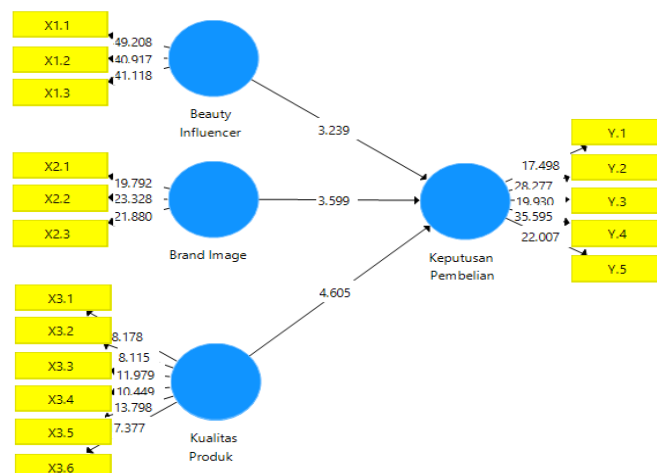 X1.1
49.208
X1.2
40.917
X1.3
41.118
Beauty
Influencer
3.239
X2.1
19.792
X2.2
23.328
X2.3
21.880
Brand Image
3.599
X3.1
8.178
X3.2
8.115
X3.3
11.979
X3.4
10.449
X3.5
13.798
X3.6
7.377
Kualitas
Produk
4.605
Keputusan
Pembelian
17.498
Y.1
28.277
Y.2
19.930
Y.3
35.595
Y.4
22.007
Y.5